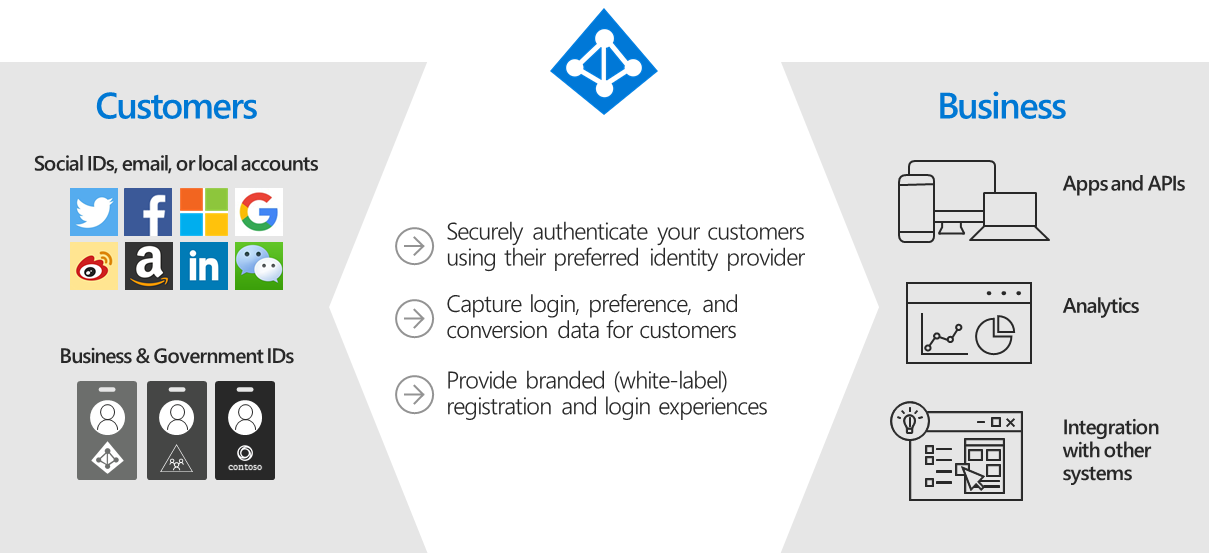 Customers
Social IDs, email, or local accounts
f
G
a
in
Business & Government IDs
contoso
Securely authenticate your customers
using their preferred identity provider
Capture login, preference, and
conversion data for customers
Provide branded (white-label)
registration and login experiences
Business
Apps and APIs
Analytics
Integration
with other
systems